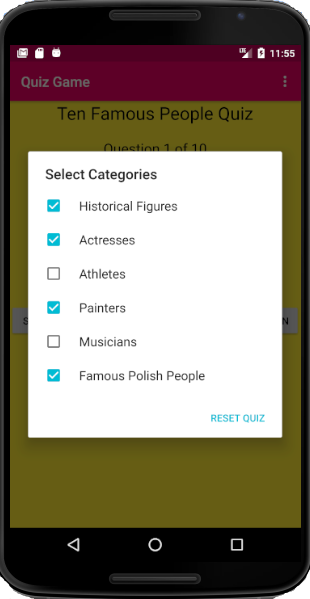 LTE 11:55
Quiz Game
Ten Famous People Quiz
Question 1 of 10
Select Categories
Historical Figures
Actresses
Athletes
Painters
Musicians
Famous Polish People
RESET QUIZ